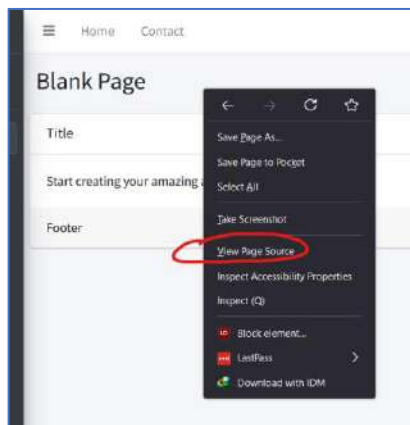 Home Contact
Blank Page
Title
Start creating your amazing
Footer
Save Page As...
Save Page to Pocket
Select All
Take Screenshot
View Page Source
Inspect Accessibility Properties
Inspect (Q)
Block element...
LastPass
Download with IDM